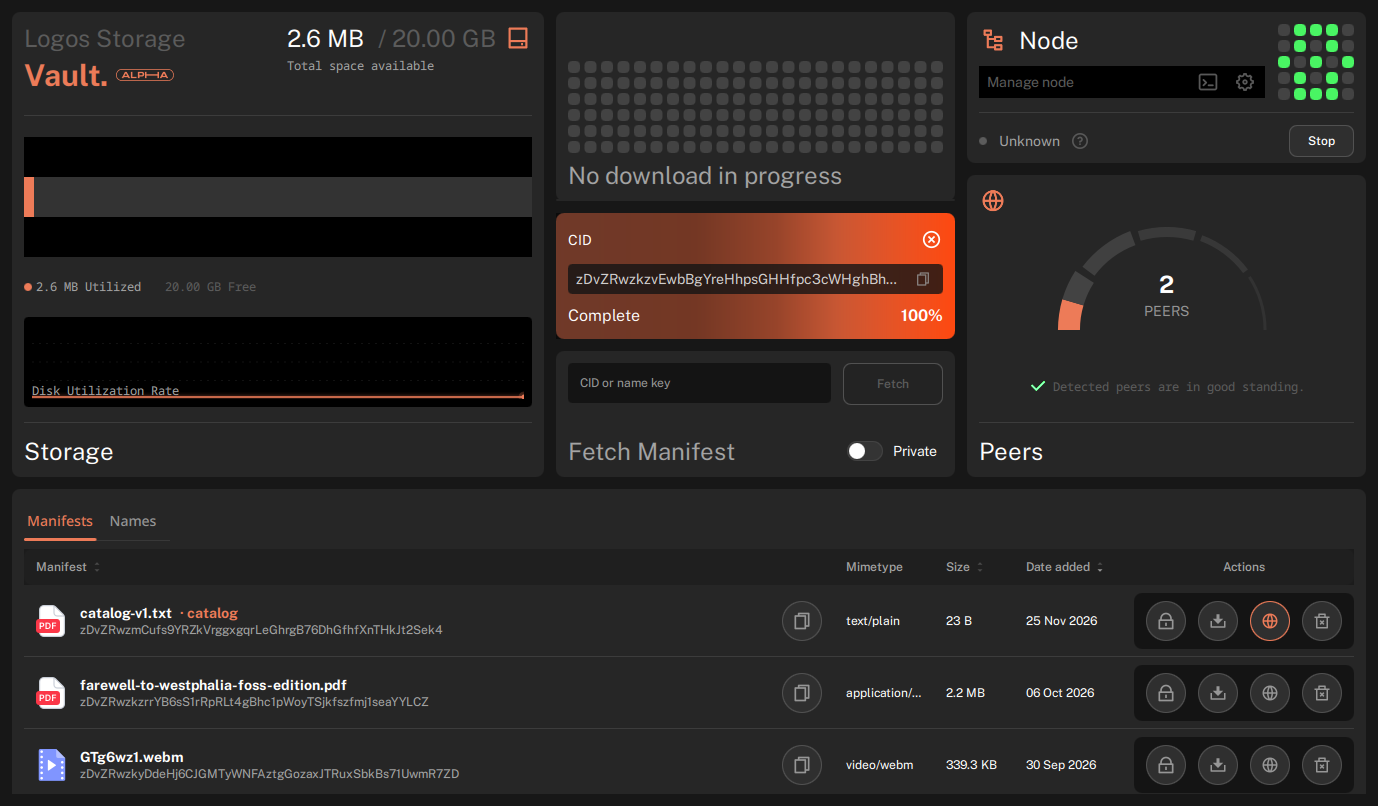 Logos Storage
Vault. ALPHA
2.6 MB / 20.00 GB
Total space available
2.6 MB Utilized 20.00 GB Free
Disk Utilization Rate
Storage
No download in progress
CID
zDvZRwzkzvEwbBgYreHhpsGHHfpc3cWHghBh...
Complete 100%
CID or name key Fetch
Fetch Manifest Private
Node
Manage node
Unknown ? Stop
2
PEERS
Detected peers are in good standing.
Peers
Manifests Names
Manifest Mimetype Size Date added Actions
PDF catalog-v1.txt · catalog
zDvZRwzmCufs9YRZkVrggxgqrLeGhrgB76DhGfhfXnTHkJt2Sek4
text/plain 23 B 25 Nov 2026
PDF farewell-to-westphalia-foss-edition.pdf
zDvZRwzkzrrYB6sS1rRpRLt4gBhc1pWoyTSjkfszfmj1seaYYLCZ
application/... 2.2 MB 06 Oct 2026
GTg6wz1.webm
zDvZRwzkyDdeHj6CJGMTyWNFAztgGozaxJTRuxSbkBs71UwmR7ZD
video/webm 339.3 KB 30 Sep 2026